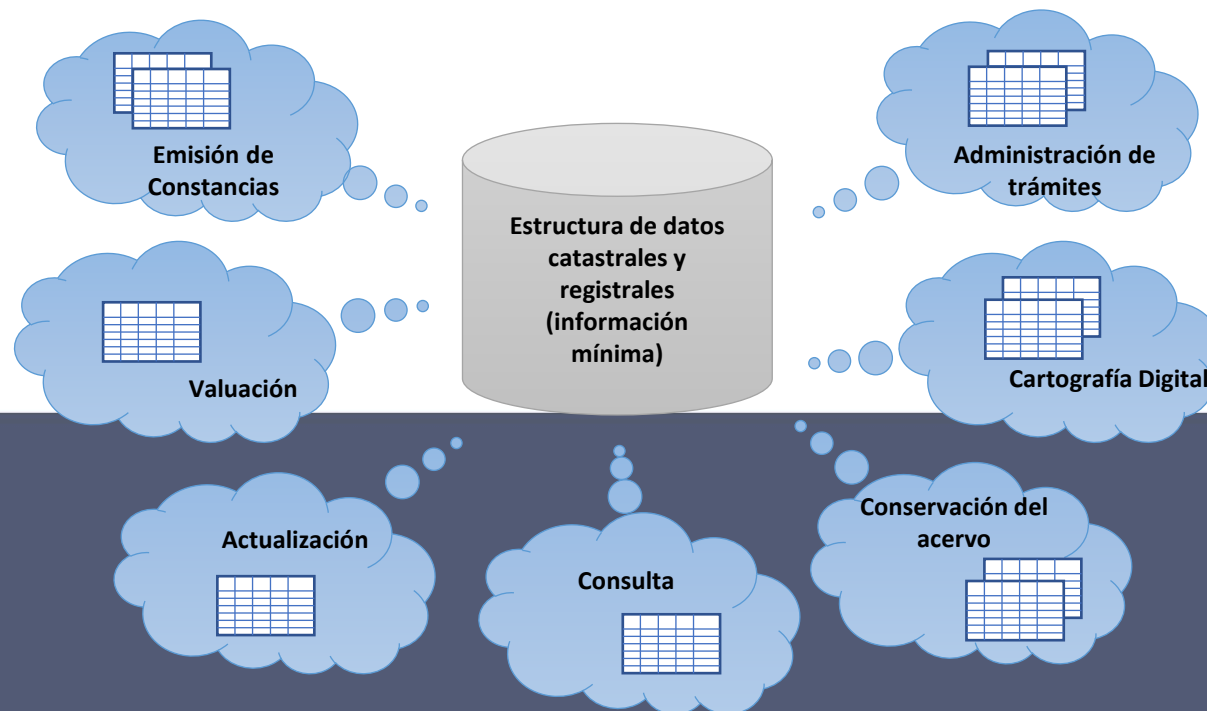 Emisión de
Constancias
Administración de
trámites
Estructura de datos
catastrales y
registrales
(información
mínima)
Valuación
Cartografía Digital
Actualización
Consulta
Conservación del
acervo